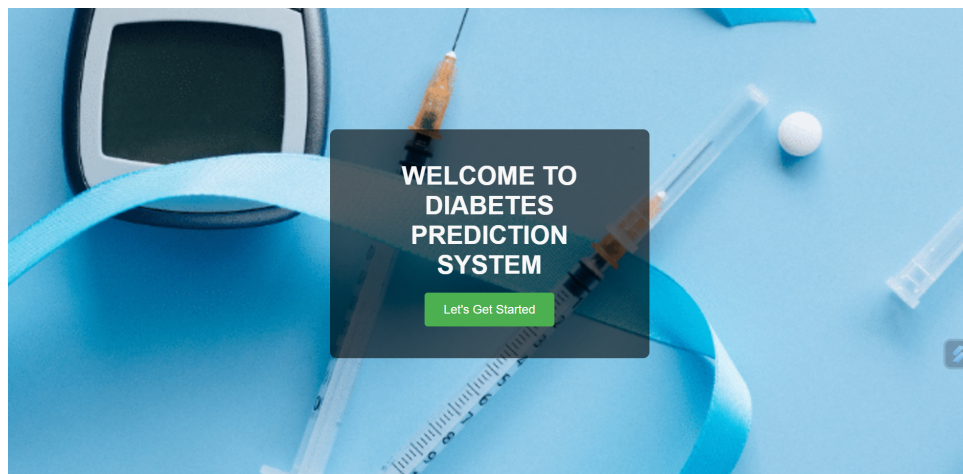 WELCOME TO
DIABETES
PREDICTION
SYSTEM
Let's Get Started